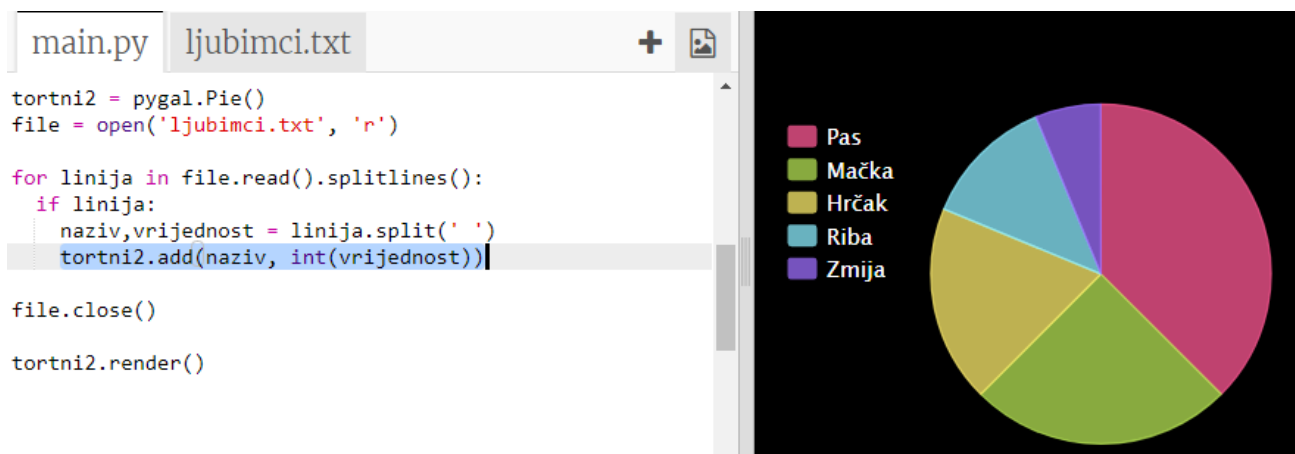 main.py ljubimci.txt
tortni2 = pygal.Pie()
file = open('ljubimci.txt', 'r')
for linija in file.read().splitlines():
if linija:
naziv,vrijednost = linija.split(' ')
tortni2.add(naziv, int(vrijednost))
file.close()
tortni2.render()
Pas
Mačka
Hrčak
Riba
Zmija